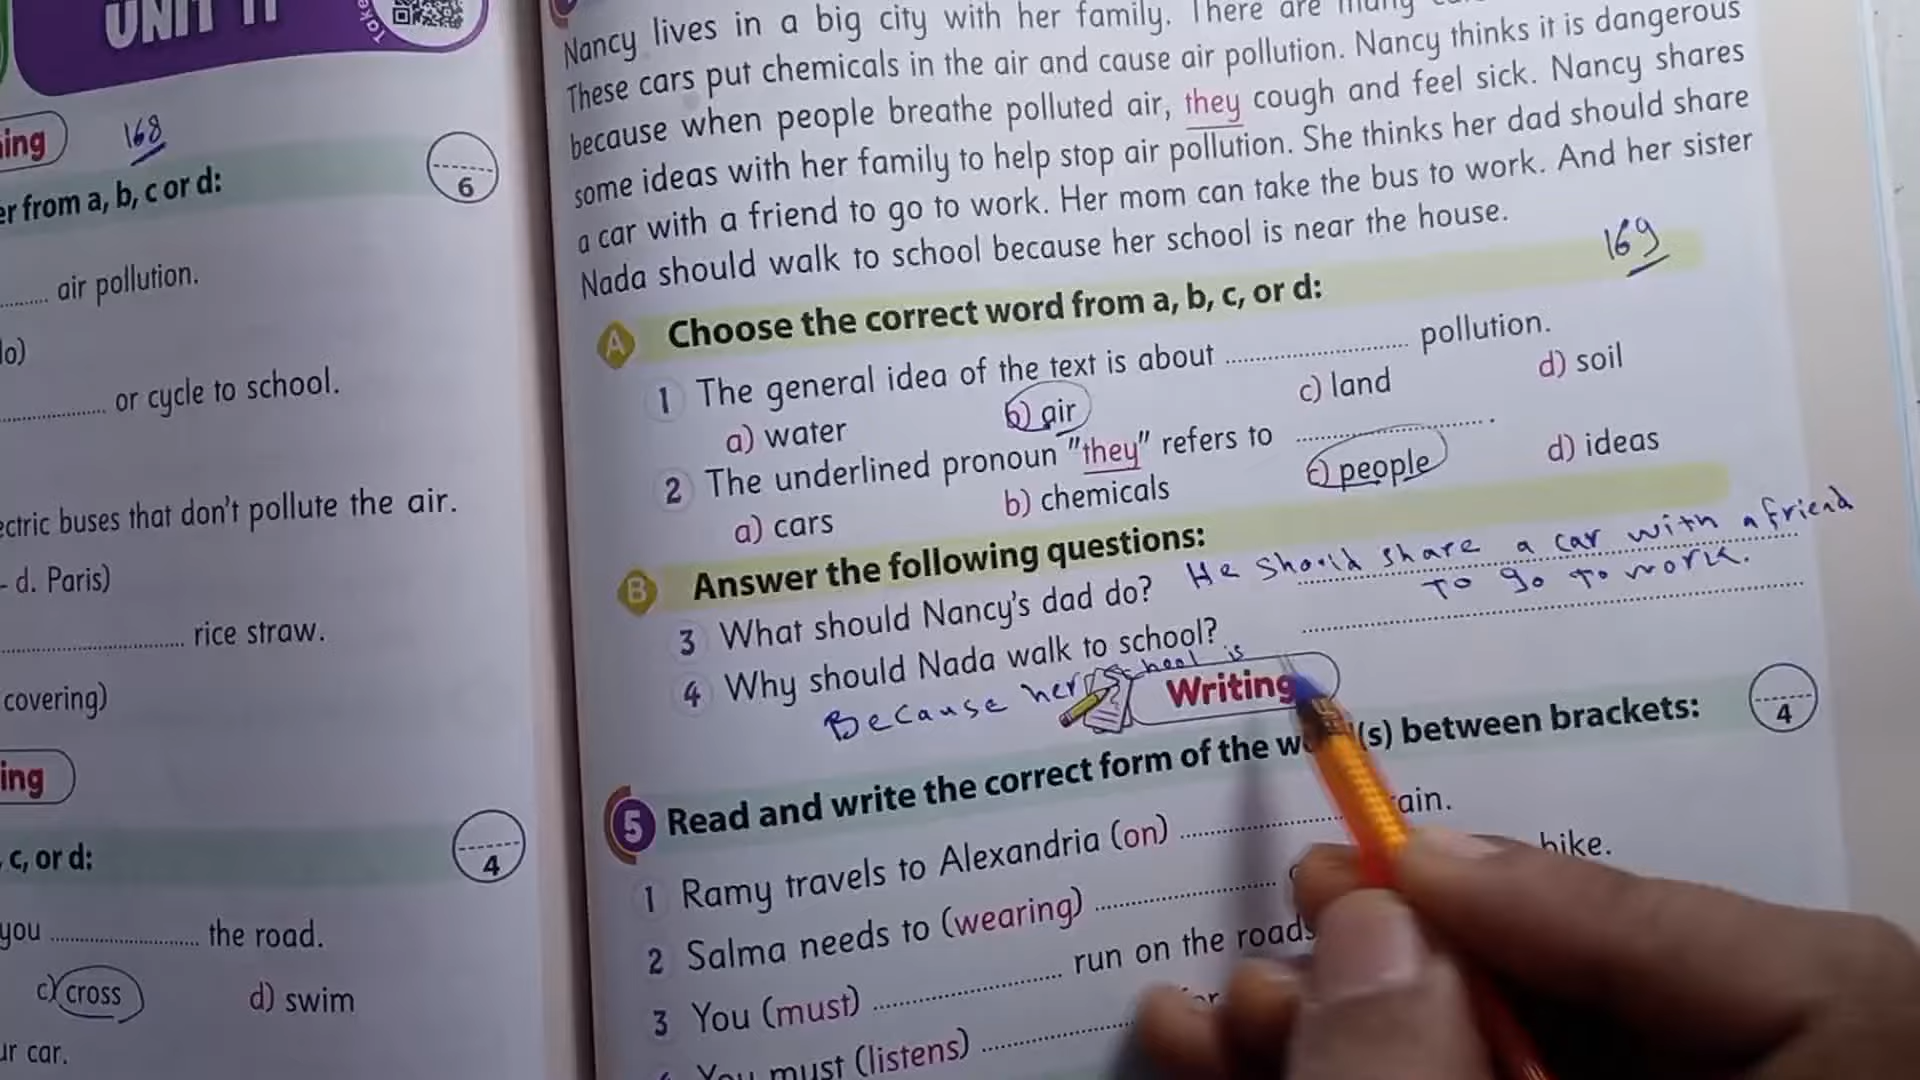 UNIT 11
Take
ing
168
er from a, b, c or d:
6
air pollution.
lo)
or cycle to school.
ectric buses that don't pollute the air.
- d. Paris)
rice straw.
covering)
ing
, c, or d:
4
you the road.
c) cross d) swim
ur car.
Nancy lives in a big city with her family. There are many
These cars put chemicals in the air and cause air pollution. Nancy thinks it is dangerous
because when people breathe polluted air, they cough and feel sick. Nancy shares
some ideas with her family to help stop air pollution. She thinks her dad should share
a car with a friend to go to work. Her mom can take the bus to work. And her sister
Nada should walk to school because her school is near the house.
169
A Choose the correct word from a, b, c, or d:
1 The general idea of the text is about pollution.
a) water b) air c) land d) soil
2 The underlined pronoun "they" refers to .
a) cars b) chemicals c) people d) ideas
B Answer the following questions:
3 What should Nancy's dad do? He should share a car with a friend
to go to work.
4 Why should Nada walk to school?
Because her school is
Writing
5 Read and write the correct form of the (s) between brackets:
4
1 Ramy travels to Alexandria (on) ain.
2 Salma needs to (wearing) bike.
3 You (must) run on the roads
You must (listens)